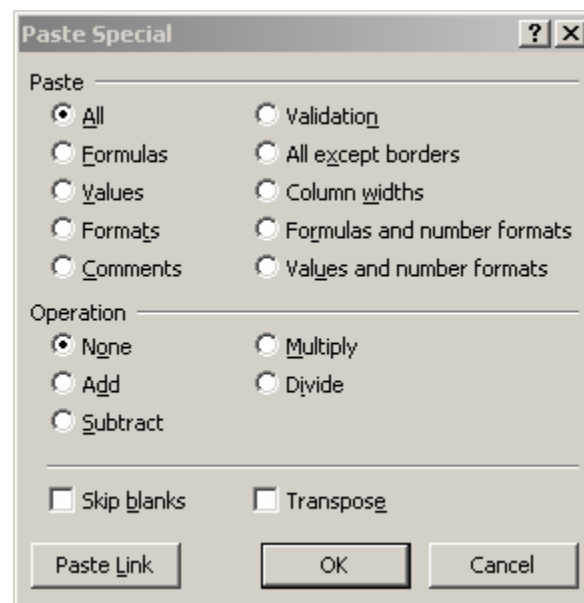 Paste Special
Paste
All
Validation
Formulas
All except borders
Values
Column widths
Formats
Formulas and number formats
Comments
Values and number formats
Operation
None
Multiply
Add
Divide
Subtract
Skip blanks
Transpose
Paste Link
OK
Cancel